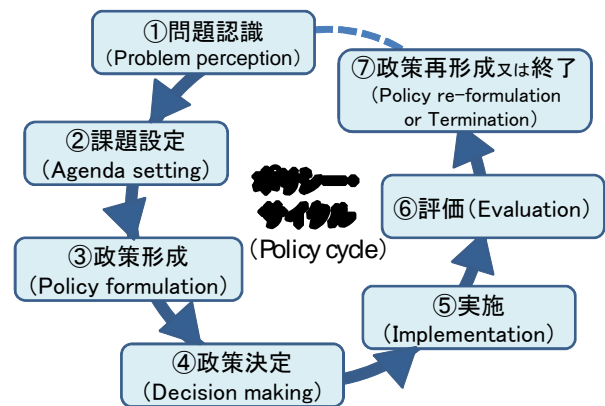 ①問題認識
(Problem perception)
②課題設定
(Agenda setting)
③政策形成
(Policy formulation)
④政策決定
(Decision making)
⑤実施
(Implementation)
⑥評価(Evaluation)
⑦政策再形成又は終了
(Policy re-formulation
or Termination)
ポリシー・
サイクル
(Policy cycle)